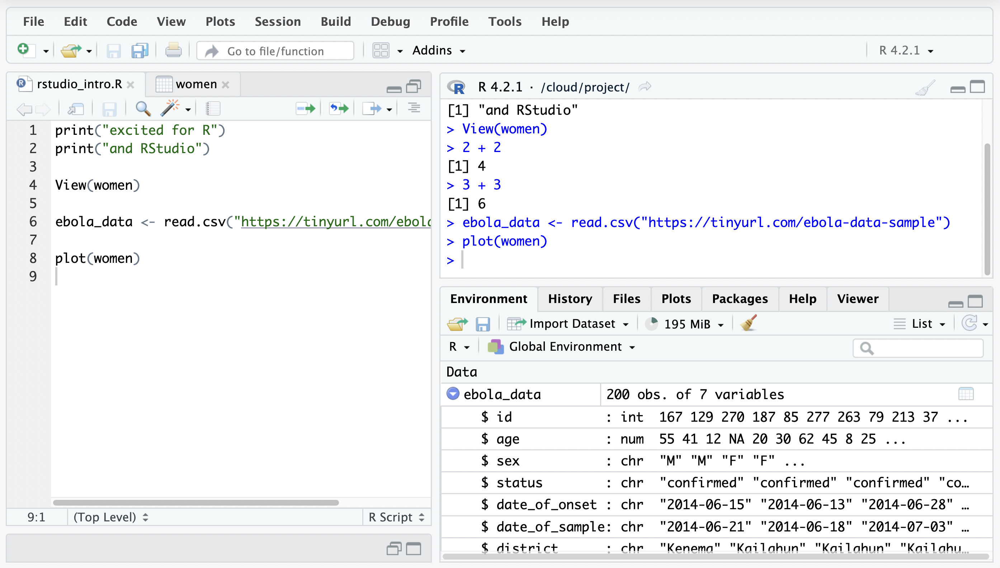 File Edit Code View Plots Session Build Debug Profile Tools Help
Go to file/function Addins R 4.2.1
rstudio_intro.R women
1 print("excited for R")
2 print("and RStudio")
3
4 View(women)
5
6 ebola_data <- read.csv("https://tinyurl.com/ebola
7
8 plot(women)
9
9:1 (Top Level) R Script
R 4.2.1 · /cloud/project/
[1] "and RStudio"
> View(women)
> 2 + 2
[1] 4
> 3 + 3
[1] 6
> ebola_data <- read.csv("https://tinyurl.com/ebola-data-sample")
> plot(women)
>
Environment History Files Plots Packages Help Viewer
Import Dataset 195 MiB List
R Global Environment
Data
ebola_data 200 obs. of 7 variables
$ id : int 167 129 270 187 85 277 263 79 213 37 ...
$ age : num 55 41 12 NA 20 30 62 45 8 25 ...
$ sex : chr "M" "M" "F" "F" ...
$ status : chr "confirmed" "confirmed" "confirmed" "co…
$ date_of_onset : chr "2014-06-15" "2014-06-13" "2014-06-28" …
$ date_of_sample: chr "2014-06-21" "2014-06-18" "2014-07-03" …
$ district : chr "Kenema" "Kailahun" "Kailahun" "Kailahu…